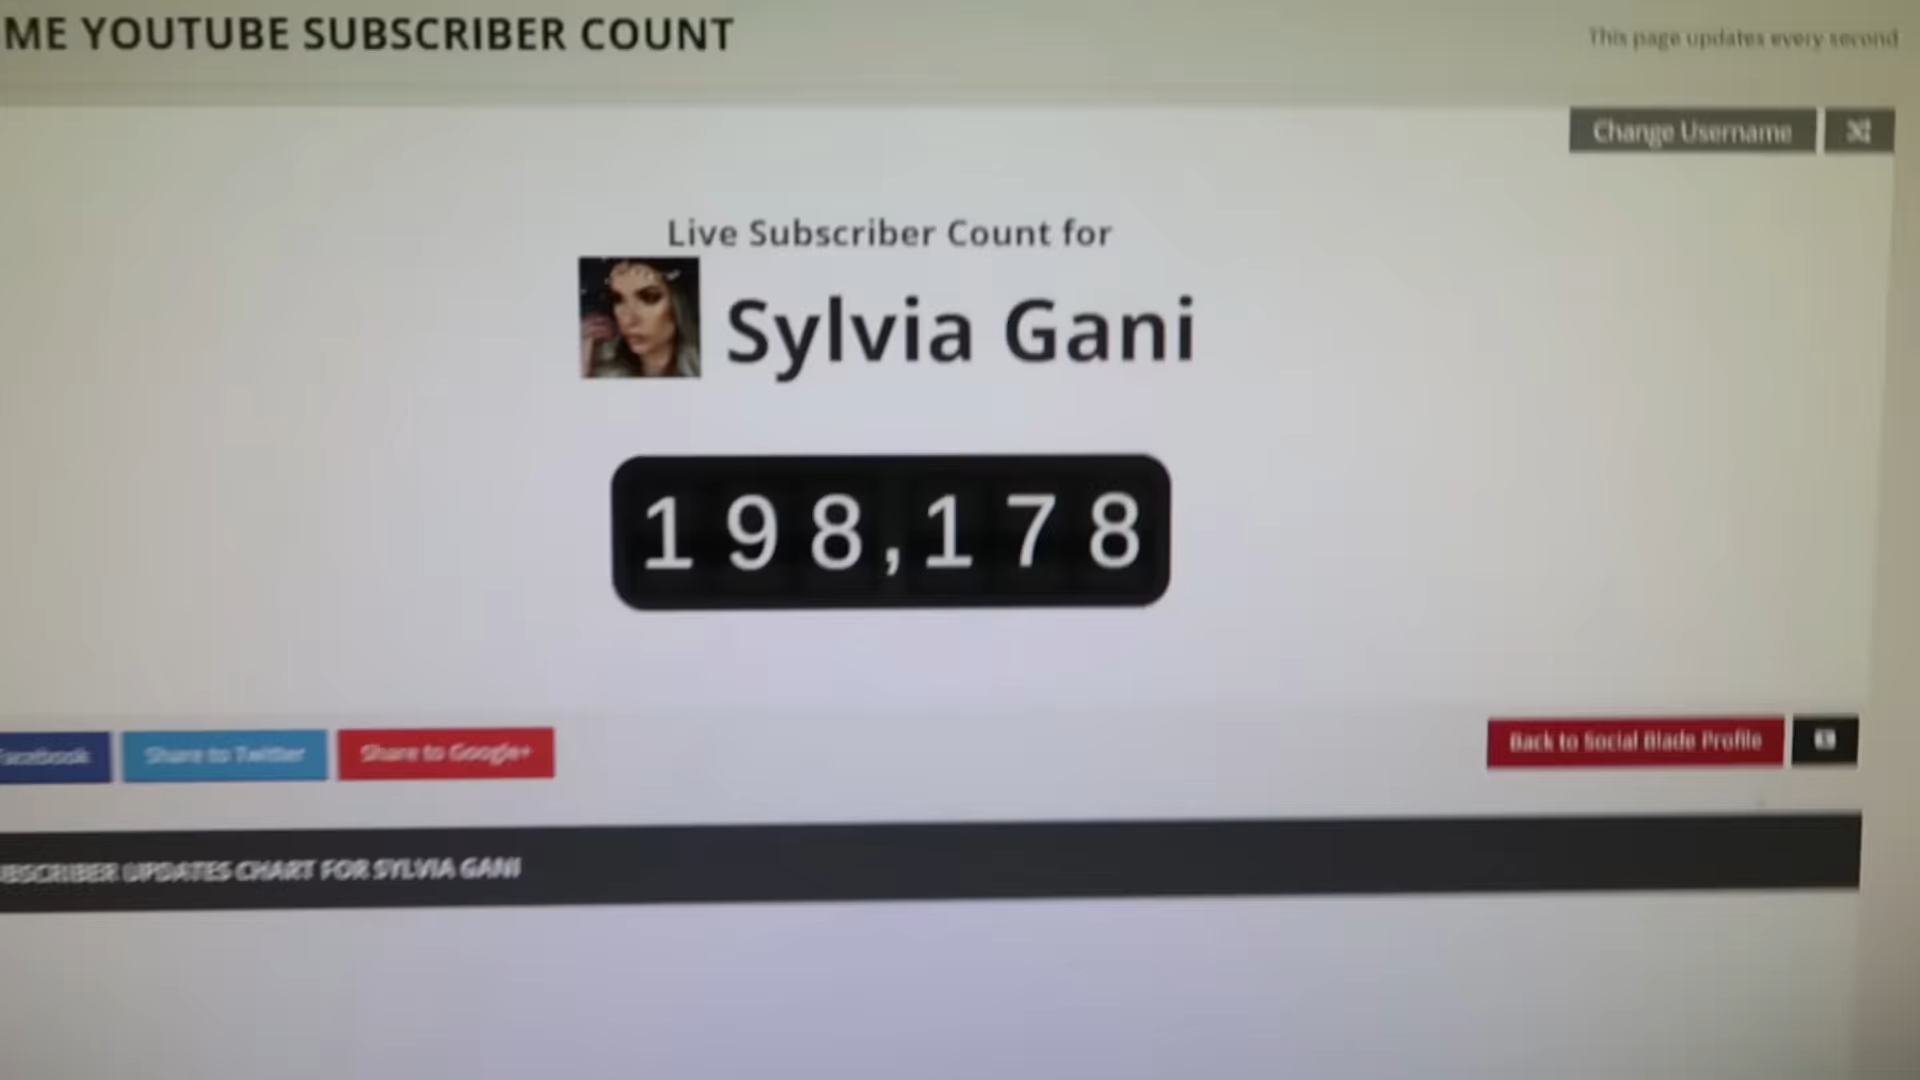 ME YOUTUBE SUBSCRIBER COUNT
This page updates every second
Change Username
Live Subscriber Count for
Sylvia Gani
198,178
Facebook
Share to Twitter
Share to Google+
Back to Social Blade Profile
BSCRIBER UPDATES CHART FOR SYLVIA GANI